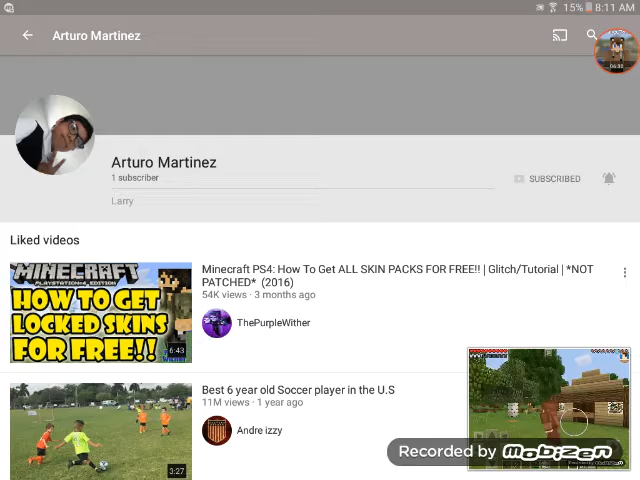 15% 8:11 AM
Arturo Martinez
04:30
Arturo Martinez
1 subscriber
SUBSCRIBED
Larry
Liked videos
MINECRAFT
PLAYSTATION®4 EDITION
HOW TO GET
LOCKED SKINS
FOR FREE!!
6:43
Minecraft PS4: How To Get ALL SKIN PACKS FOR FREE!! | Glitch/Tutorial | *NOT
PATCHED* (2016)
54K views · 3 months ago
ThePurpleWither
3:27
Best 6 year old Soccer player in the U.S
11M views · 1 year ago
Andre izzy
Recorded by Mobizen